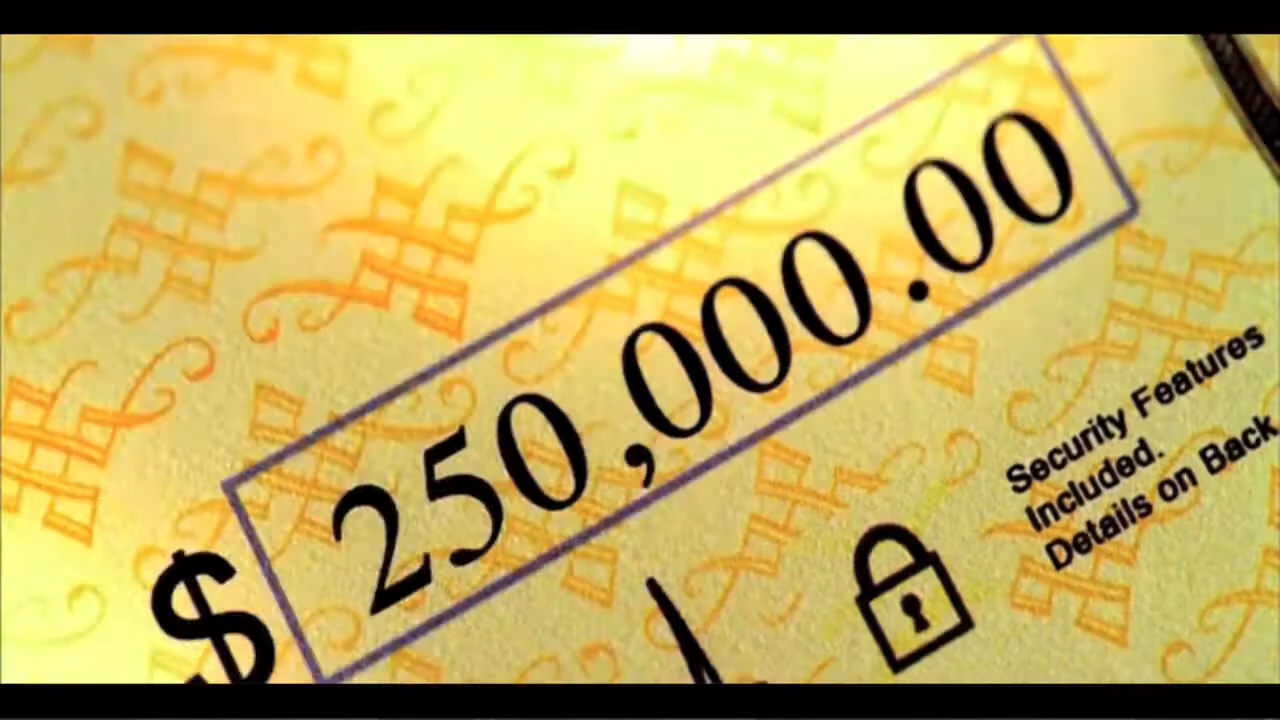 $ 250,000.00
Security Features
Included.
Details on Back